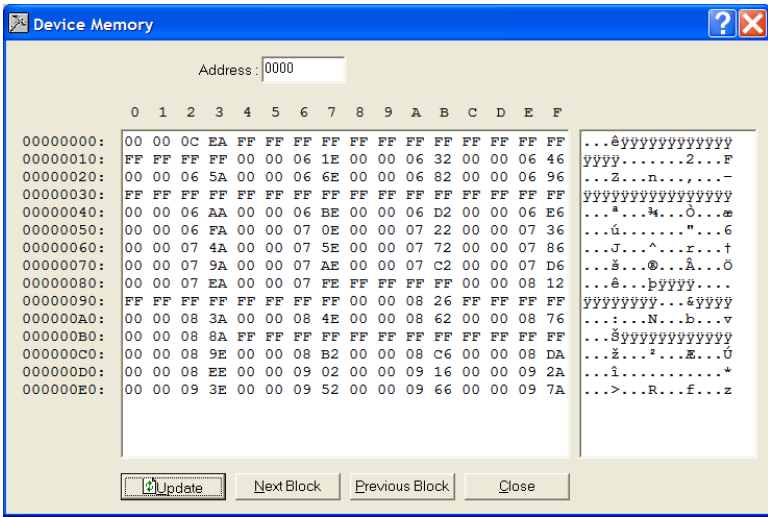 Device Memory
Address : 0000
0 1 2 3 4 5 6 7 8 9 A B C D E F
00000000: 00 00 0C EA FF FF FF FF FF FF FF FF FF FF FF FF ...êÿÿÿÿÿÿÿÿÿÿÿÿ
00000010: FF FF FF FF 00 00 06 1E 00 00 06 32 00 00 06 46 ÿÿÿÿ.......2...F
00000020: 00 00 06 5A 00 00 06 6E 00 00 06 82 00 00 06 96 ...Z...n...‚...–
00000030: FF FF FF FF FF FF FF FF FF FF FF FF FF FF FF FF ÿÿÿÿÿÿÿÿÿÿÿÿÿÿÿÿ
00000040: 00 00 06 AA 00 00 06 BE 00 00 06 D2 00 00 06 E6 ...ª...¾...Ò...æ
00000050: 00 00 06 FA 00 00 07 0E 00 00 07 22 00 00 07 36 ...ú......."...6
00000060: 00 00 07 4A 00 00 07 5E 00 00 07 72 00 00 07 86 ...J...^...r...†
00000070: 00 00 07 9A 00 00 07 AE 00 00 07 C2 00 00 07 D6 ...š...®...Â...Ö
00000080: 00 00 07 EA 00 00 07 FE FF FF FF FF 00 00 08 12 ...ê...þÿÿÿÿ....
00000090: FF FF FF FF FF FF FF FF 00 00 08 26 FF FF FF FF ÿÿÿÿÿÿÿÿ...&ÿÿÿÿ
000000A0: 00 00 08 3A 00 00 08 4E 00 00 08 62 00 00 08 76 ...:...N...b...v
000000B0: 00 00 08 8A FF FF FF FF FF FF FF FF FF FF FF FF ...Šÿÿÿÿÿÿÿÿÿÿÿÿ
000000C0: 00 00 08 9E 00 00 08 B2 00 00 08 C6 00 00 08 DA ...ž...²...Æ...Ú
000000D0: 00 00 08 EE 00 00 09 02 00 00 09 16 00 00 09 2A ...î...........*
000000E0: 00 00 09 3E 00 00 09 52 00 00 09 66 00 00 09 7A ...>...R...f...z
Update Next Block Previous Block Close